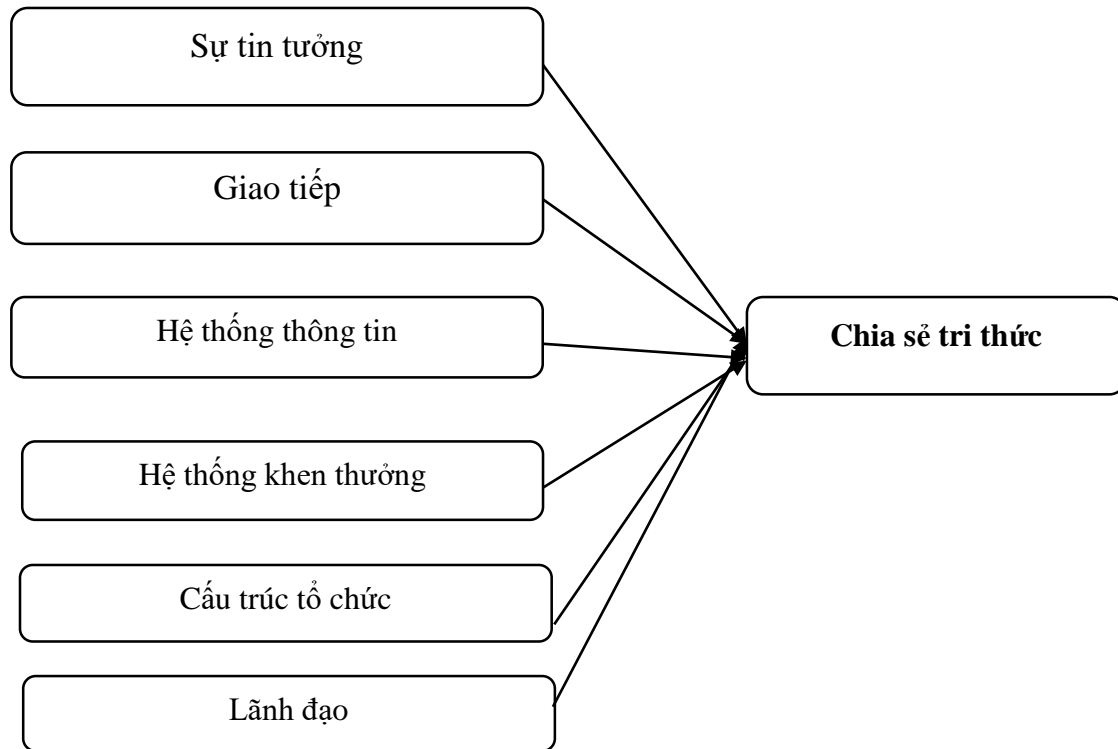 Sự tin tưởng
Giao tiếp
Hệ thống thông tin
Chia sẻ tri thức
Hệ thống khen thưởng
Cấu trúc tổ chức
Lãnh đạo